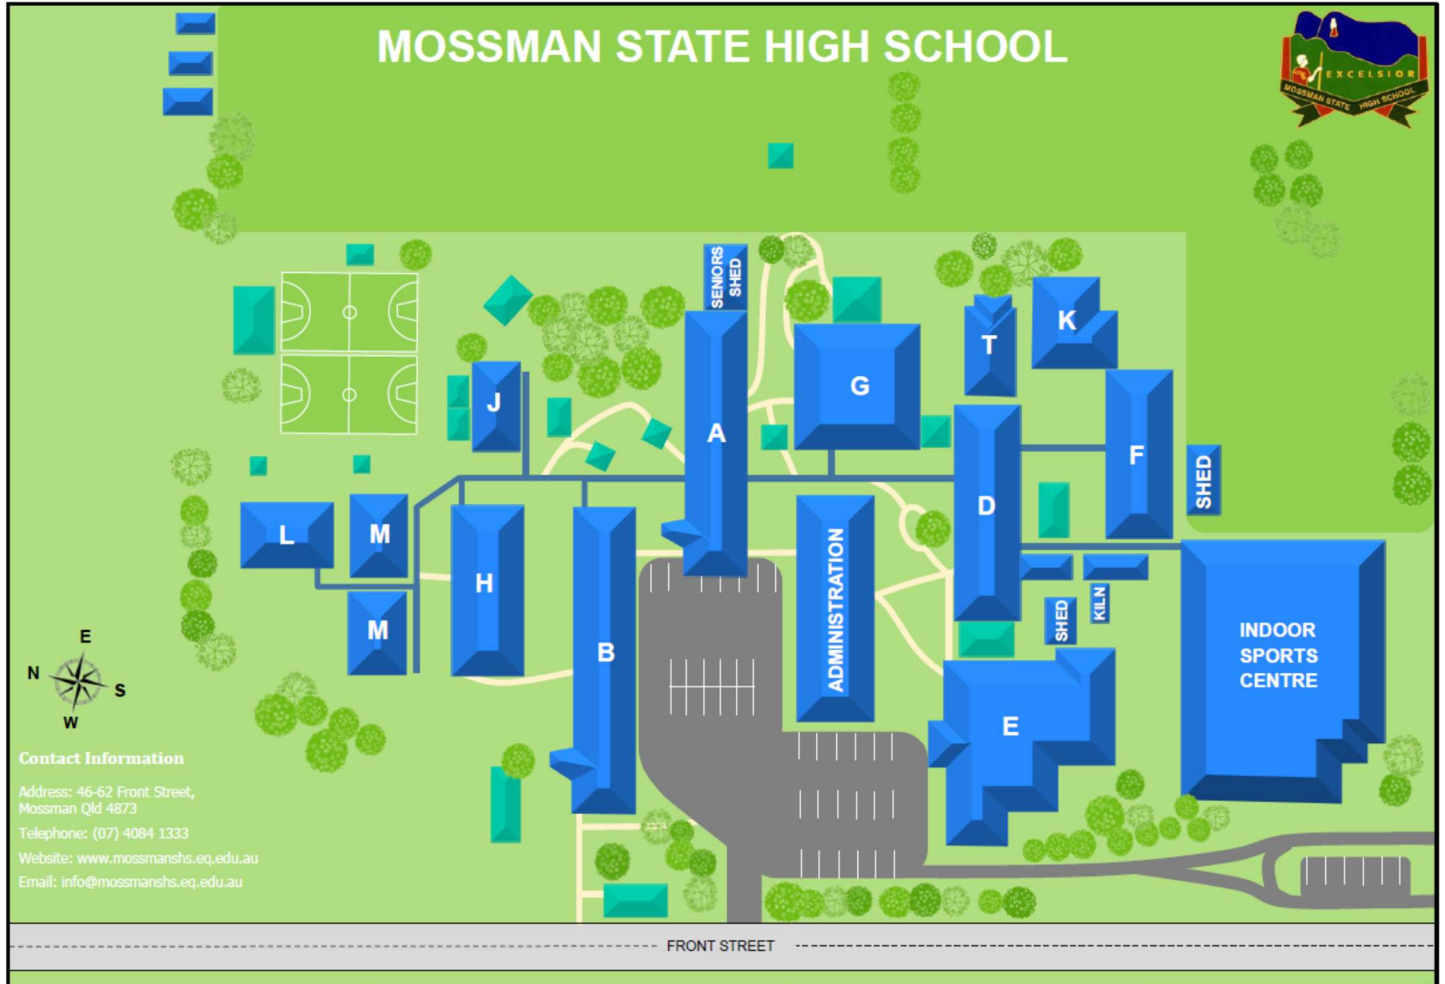 MOSSMAN STATE HIGH SCHOOL
EXCELSIOR
MOSSMAN STATE HIGH SCHOOL
SENIORS
SHED
K
T
G
J
A
F
SHED
D
L
M
H
ADMINISTRATION
KILN
SHED
M
B
INDOOR
SPORTS
CENTRE
E
E
N
S
W
Contact Information
Address: 46-62 Front Street,
Mossman Qld 4873
Telephone: (07) 4084 1333
Website: www.mossmanshs.eq.edu.au
Email: info@mossmanshs.eq.edu.au
FRONT STREET